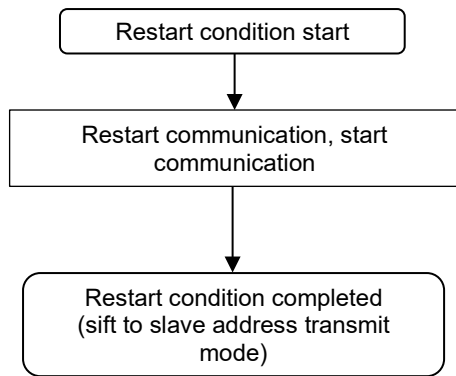 Restart condition start
Restart communication, start
communication
Restart condition completed
(sift to slave address transmit
mode)